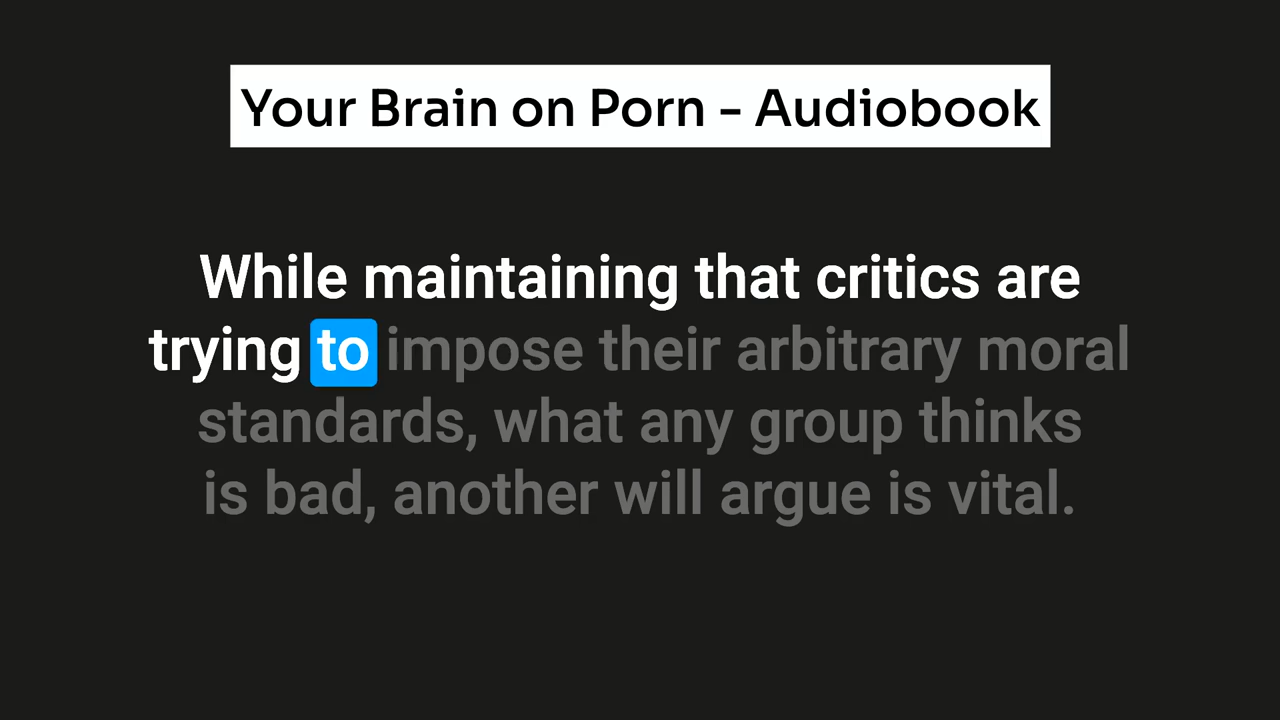 Your Brain on Porn - Audiobook
While maintaining that critics are
trying to impose their arbitrary moral
standards, what any group thinks
is bad, another will argue is vital.